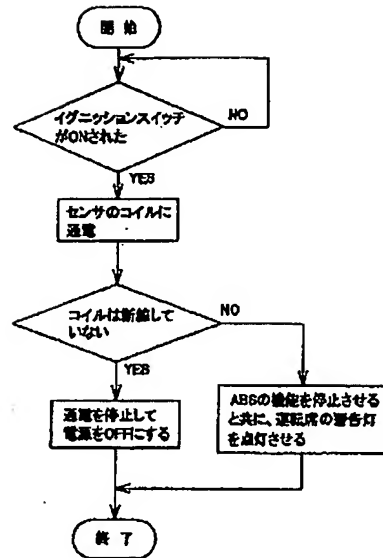 開 始
イグニッションスイッチ
がONされた
NO
YES
センサのコイルに
通電
コイルは断線して
いない
NO
YES
通電を停止して
電源をOFFにする
ABSの機能を停止させる
と共に、運転席の警告灯
を点灯させる
終 了